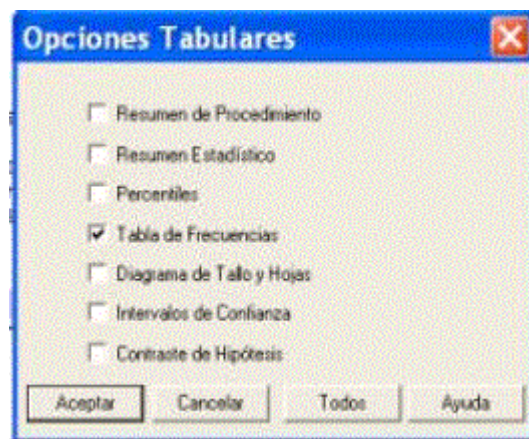 Opciones Tabulares
Resumen de Procedimiento
Resumen Estadístico
Percentiles
Tabla de Frecuencias
Diagrama de Tallo y Hojas
Intervalos de Confianza
Contraste de Hipótesis
Aceptar Cancelar Todos Ayuda